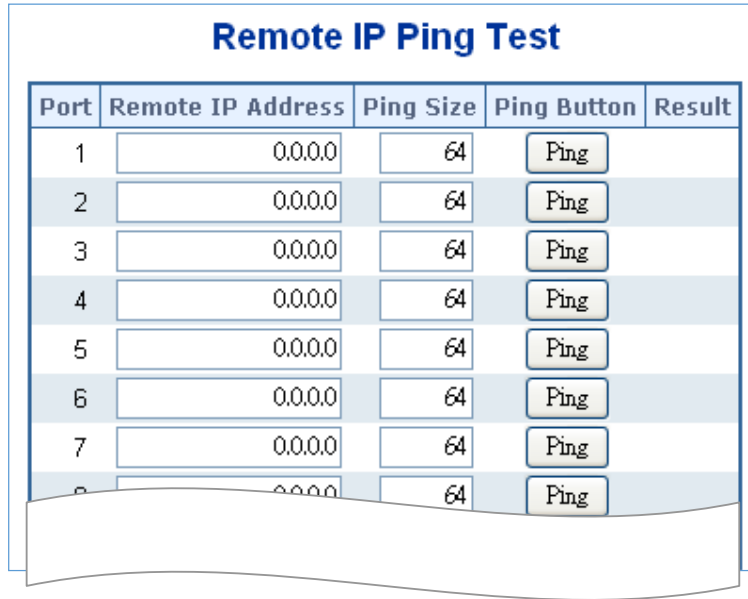 Remote IP Ping Test
Port Remote IP Address Ping Size Ping Button Result
1 0.0.0.0 64 Ping
2 0.0.0.0 64 Ping
3 0.0.0.0 64 Ping
4 0.0.0.0 64 Ping
5 0.0.0.0 64 Ping
6 0.0.0.0 64 Ping
7 0.0.0.0 64 Ping
64 Ping